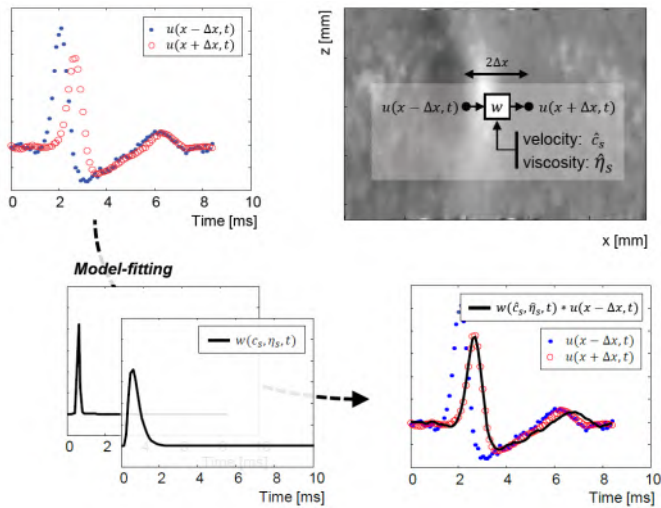 u(x − Δx, t)
u(x + Δx, t)
0 2 4 6 8 10
Time [ms]
z [mm]
2Δx
u(x − Δx, t) w u(x + Δx, t)
velocity: ĉₛ
viscosity: η̂ₛ
x [mm]
Model-fitting
w(cₛ, ηₛ, t)
0 2
0 2 4 6 8 10
Time [ms]
w(ĉₛ, η̂ₛ, t) * u(x − Δx, t)
u(x − Δx, t)
u(x + Δx, t)
0 2 4 6 8 10
Time [ms]